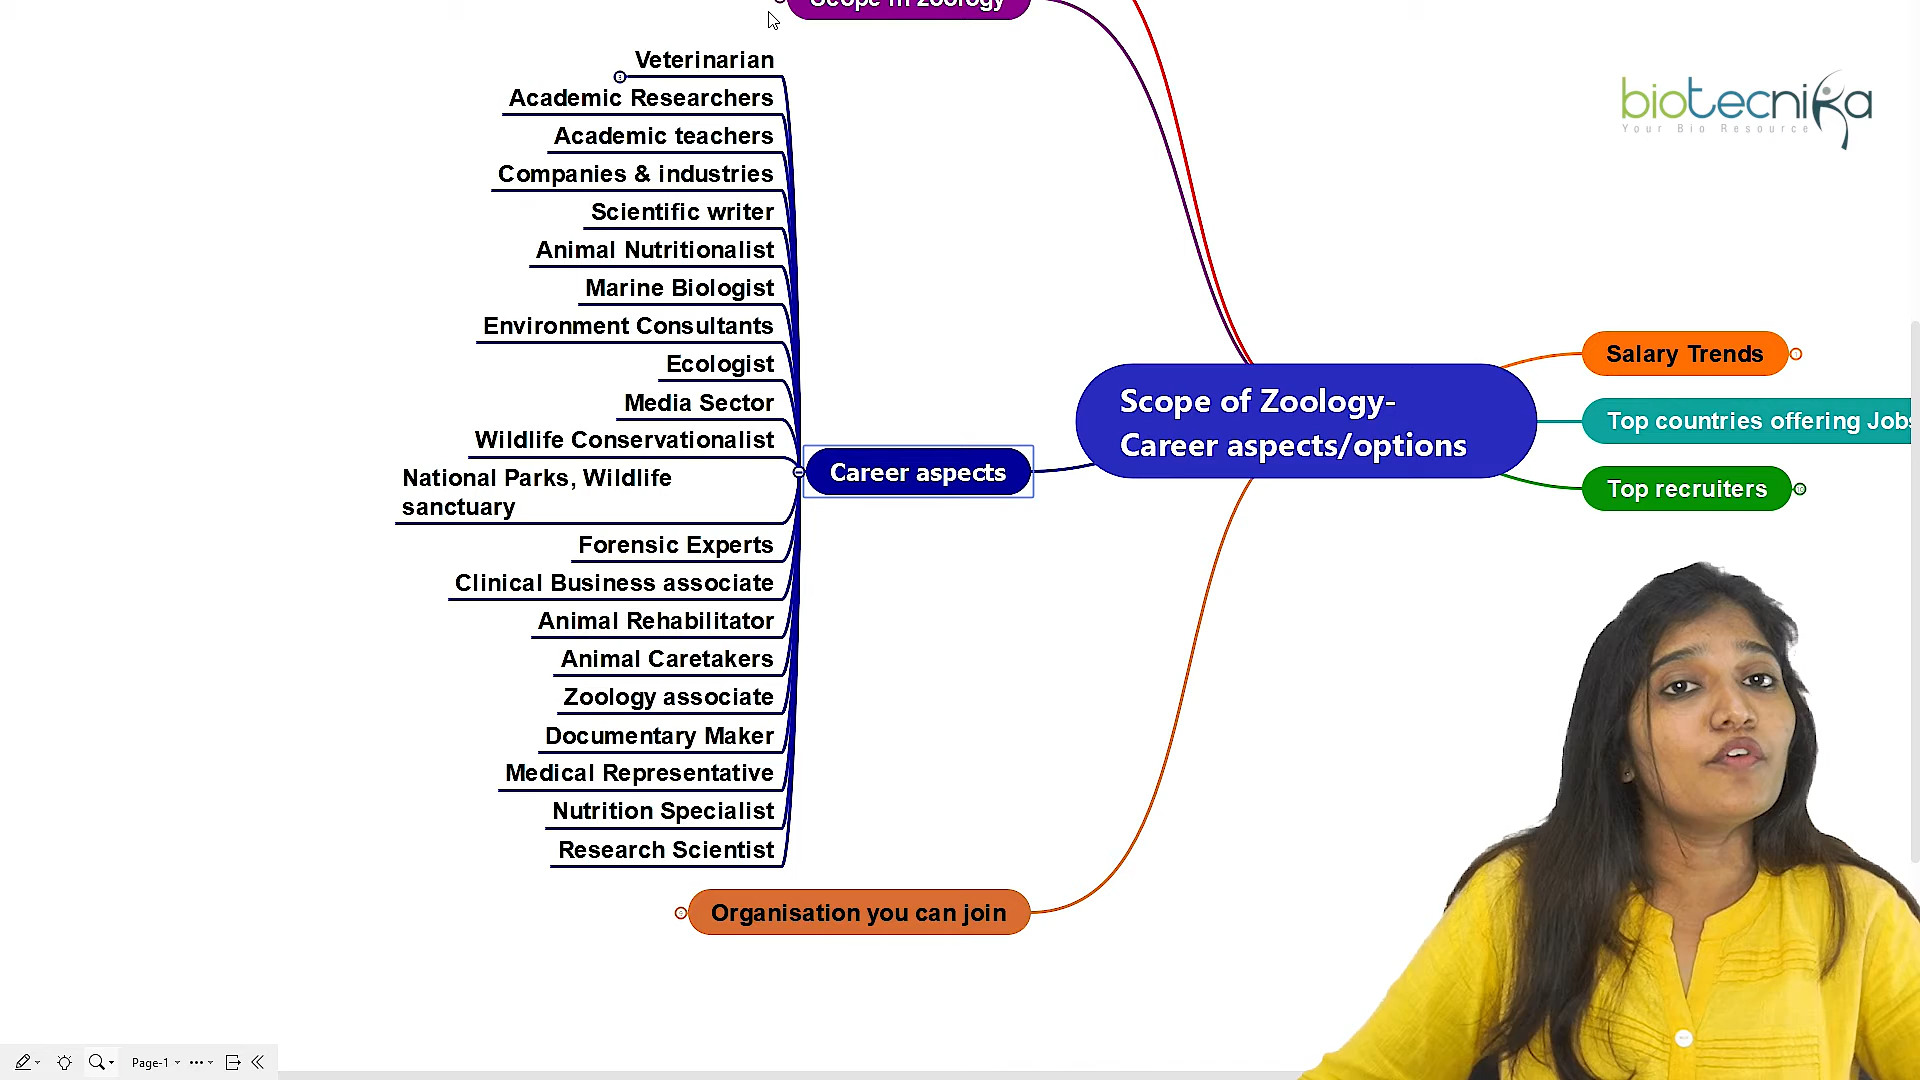 Scope in Zoology
Veterinarian
Academic Researchers
Academic teachers
Companies & industries
Scientific writer
Animal Nutritionalist
Marine Biologist
Environment Consultants
Ecologist
Media Sector
Wildlife Conservationalist
National Parks, Wildlife
sanctuary
Forensic Experts
Clinical Business associate
Animal Rehabilitator
Animal Caretakers
Zoology associate
Documentary Maker
Medical Representative
Nutrition Specialist
Research Scientist
Career aspects
Organisation you can join
Scope of Zoology-
Career aspects/options
Salary Trends
Top countries offering Jobs
Top recruiters
biotecnika
Your Bio Resource
Page-1